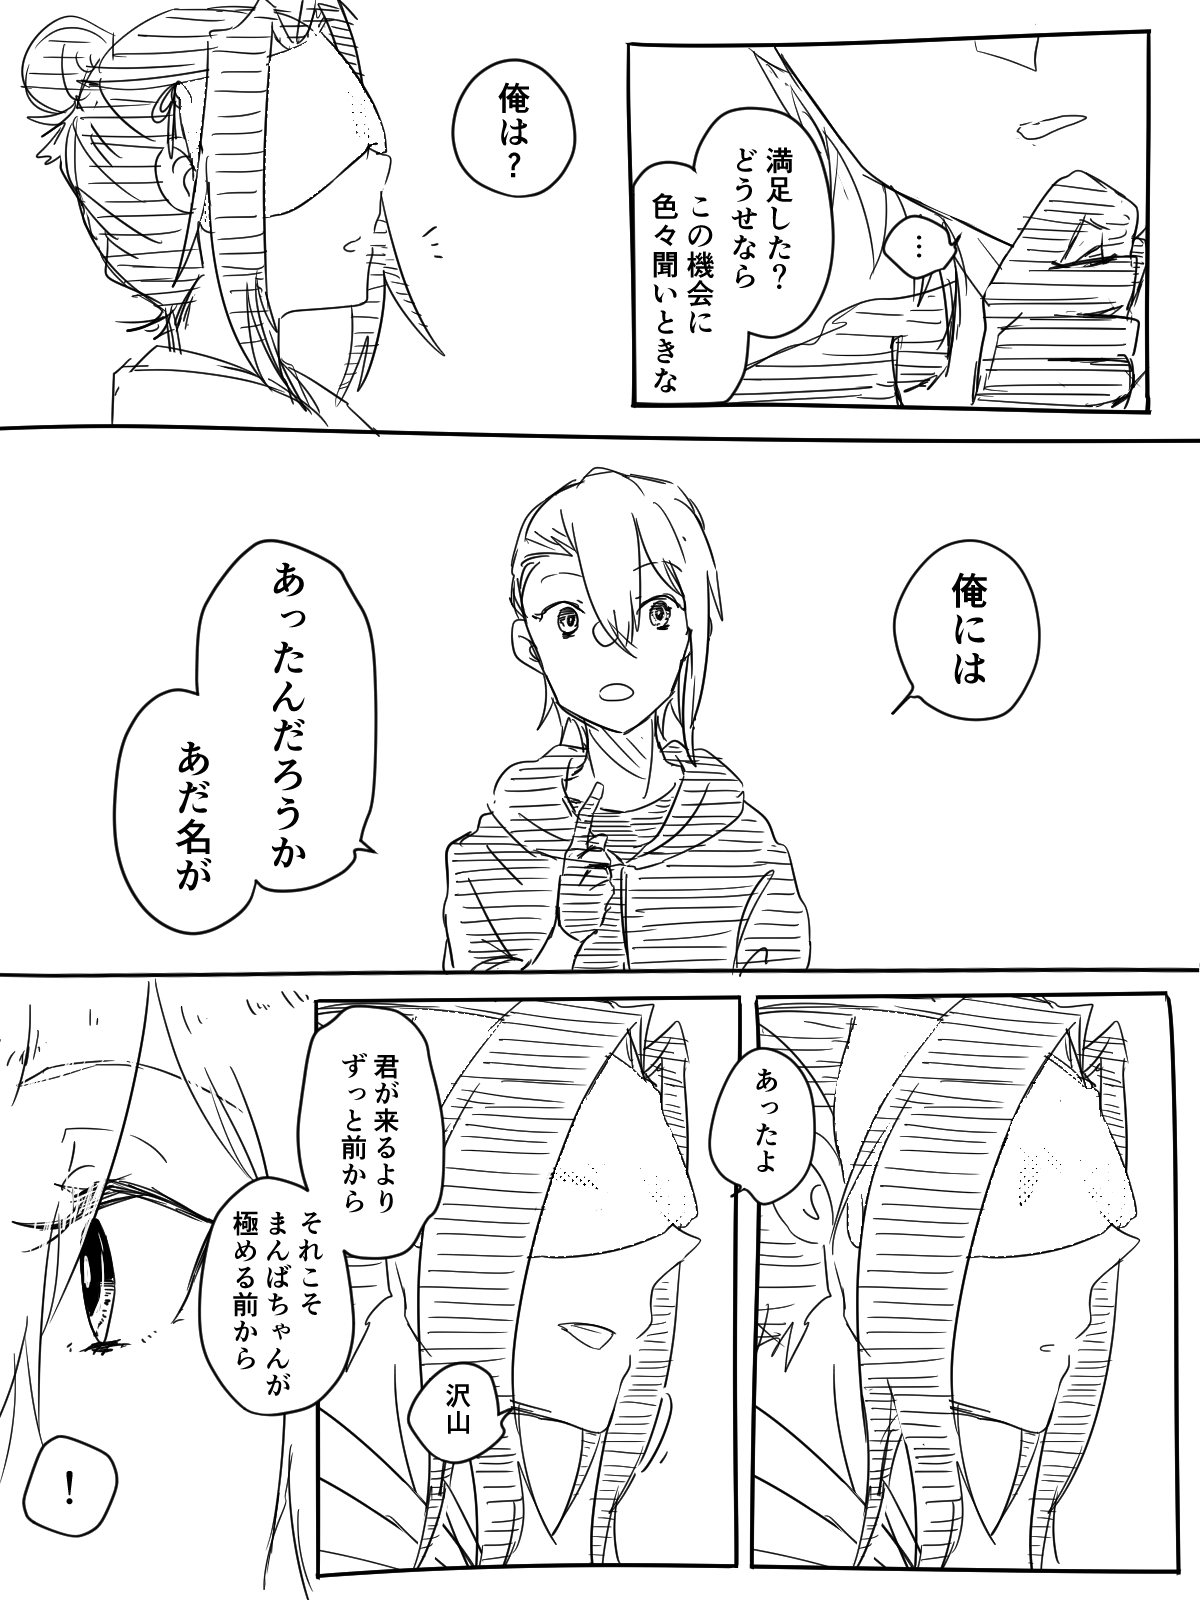 満足した?
どうせなら
この機会に
色々聞いときな
…
俺は?
俺には
あったんだろうか
あだ名が
あったよ
君が来るより
ずっと前から
それこそ
まんばちゃんが
極める前から
沢山
!